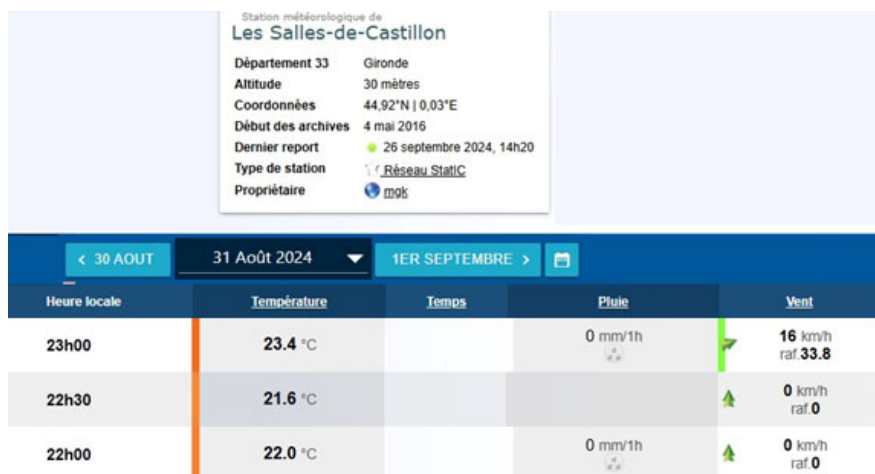 Station météorologique de
Les Salles-de-Castillon
Département 33 Gironde
Altitude 30 mètres
Coordonnées 44,92°N | 0,03°E
Début des archives 4 mai 2016
Dernier report 26 septembre 2024, 14h20
Type de station Réseau StatIC
Propriétaire mgk
< 30 AOUT 31 Août 2024 1ER SEPTEMBRE >
Heure locale Température Temps Pluie Vent
23h00 23.4 °C 0 mm/1h 16 km/h
raf.33.8
22h30 21.6 °C 0 km/h
raf.0
22h00 22.0 °C 0 mm/1h 0 km/h
raf.0